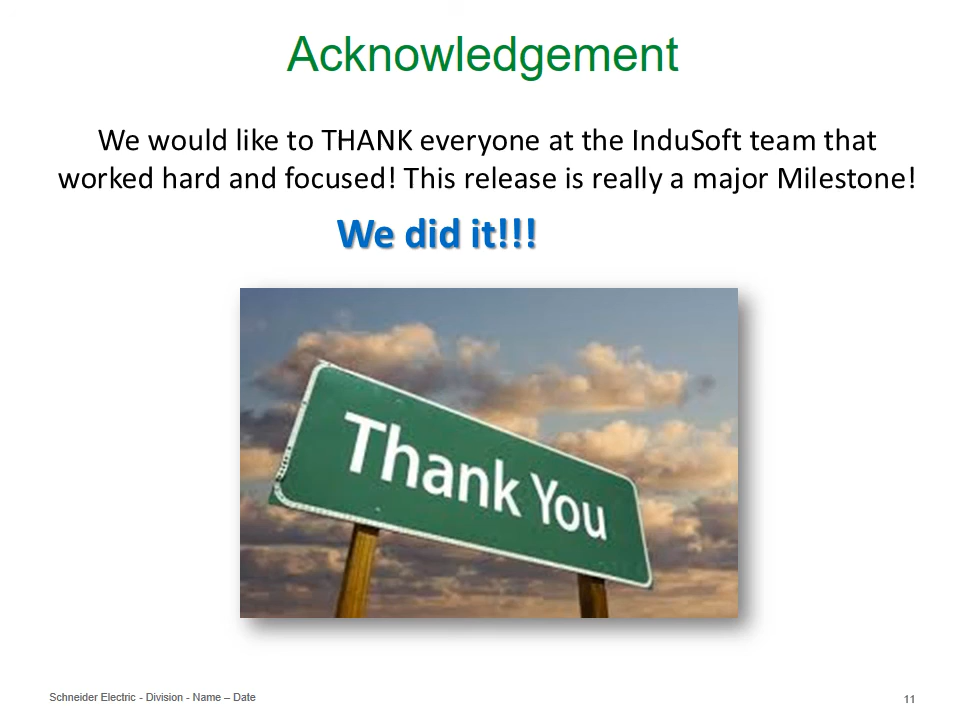 Acknowledgement
We would like to THANK everyone at the InduSoft team that
worked hard and focused! This release is really a major Milestone!
We did it!!!
Thank You
Schneider Electric - Division - Name – Date
11